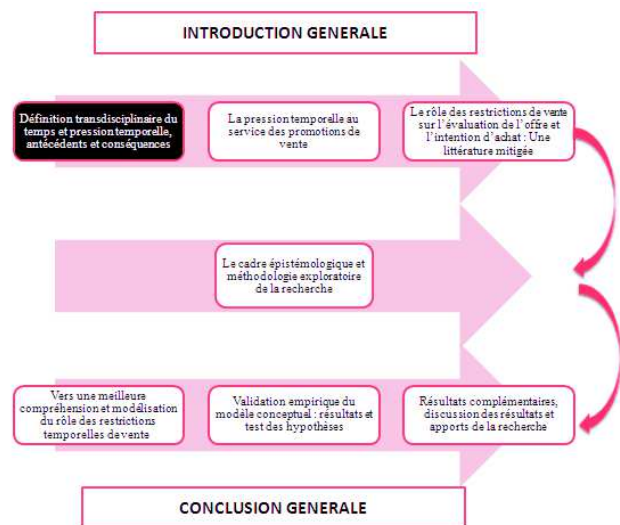 INTRODUCTION GENERALE
Définition transdisciplinaire du
temps et pression temporelle,
antécédents et conséquences
La pression temporelle au
service des promotions de
vente
Le rôle des restrictions de vente
sur l'évaluation de l'offre et
l'intention d'achat : Une
littérature mitigée
Le cadre épistémologique et
méthodologie exploratoire
de la recherche
Vers une meilleure
compréhension et modélisation
du rôle des restrictions
temporelles de vente
Validation empirique du
modèle conceptuel : résultats et
test des hypothèses
Résultats complémentaires,
discussion des résultats et
apports de la recherche
CONCLUSION GENERALE